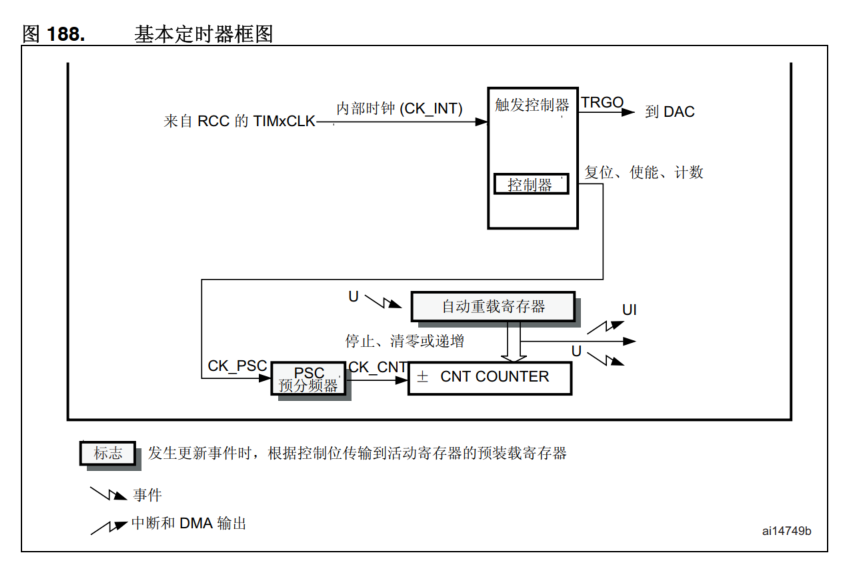 图 188. 基本定时器框图
内部时钟 (CK_INT)
来自 RCC 的 TIMxCLK
触发控制器
TRGO
到 DAC
控制器
复位、使能、计数
U
自动重载寄存器
UI
停止、清零或递增
U
CK_PSC
PSC
预分频器
CK_CNT
± CNT COUNTER
标志 发生更新事件时，根据控制位传输到活动寄存器的预装载寄存器
事件
中断和 DMA 输出
ai14749b